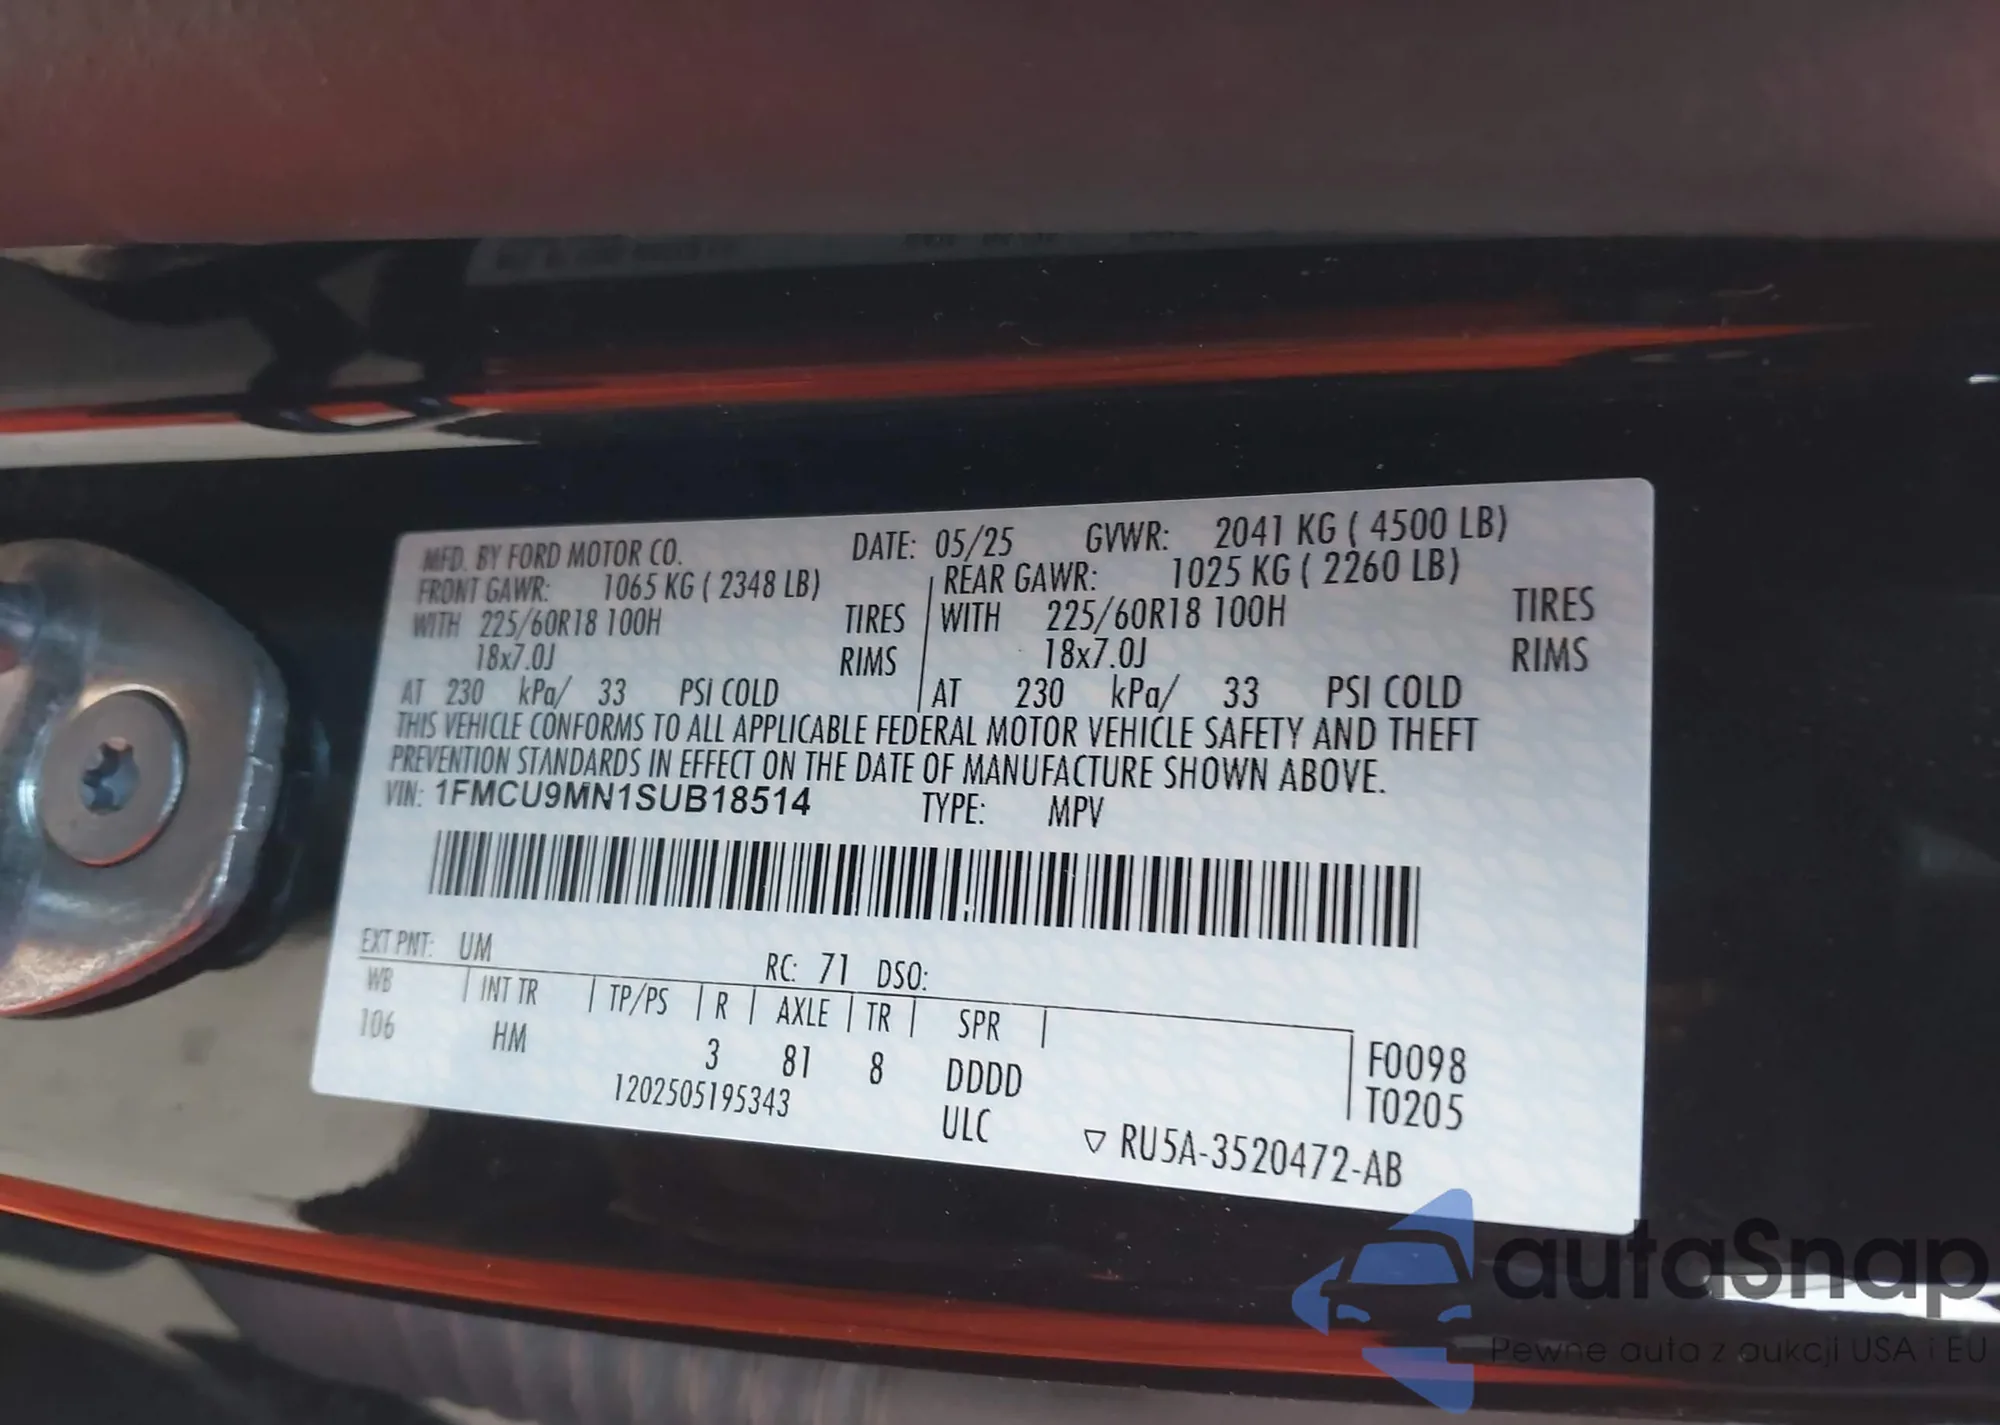 MFD. BY FORD MOTOR CO. DATE: 05/25 GVWR: 2041 KG ( 4500 LB)
FRONT GAWR: 1065 KG ( 2348 LB) REAR GAWR: 1025 KG ( 2260 LB)
WITH 225/60R18 100H TIRES WITH 225/60R18 100H TIRES
18x7.0J RIMS 18x7.0J RIMS
AT 230 kPa/ 33 PSI COLD AT 230 kPa/ 33 PSI COLD
THIS VEHICLE CONFORMS TO ALL APPLICABLE FEDERAL MOTOR VEHICLE SAFETY AND THEFT
PREVENTION STANDARDS IN EFFECT ON THE DATE OF MANUFACTURE SHOWN ABOVE.
VIN: 1FMCU9MN1SUB18514 TYPE: MPV
EXT PNT: UM RC: 71 DSO:
WB INT TR TP/PS R AXLE TR SPR
106 HM 3 81 8 DDDD F0098
1202505195343 ULC T0205
▽ RU5A-3520472-AB
autaSnap
Pewne auta z aukcji USA i EU